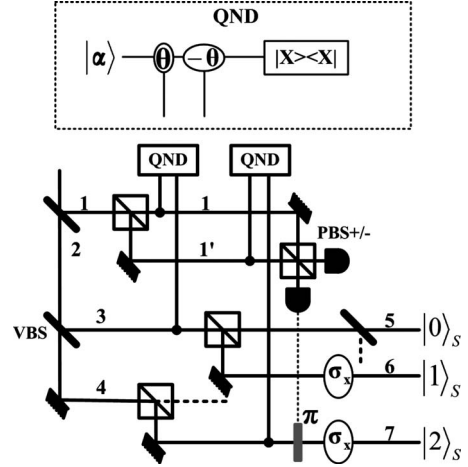 QND
|α⟩ θ −θ |X><X|
QND QND
1 1
2 1' PBS+/-
VBS 3 5 |0⟩S
6 |1⟩S
σx
4 π
7 |2⟩S
σx